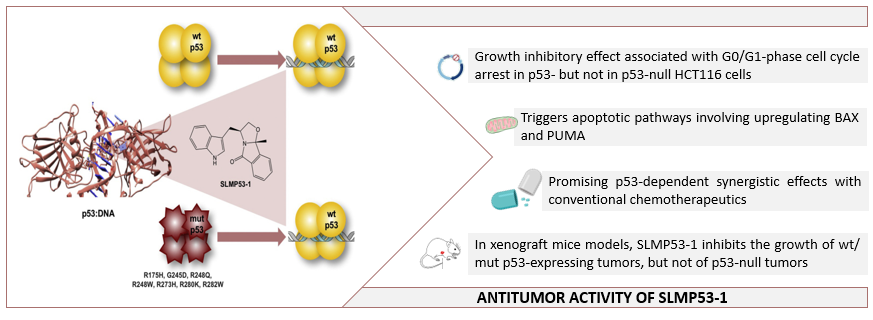 wt
p53
wt
p53
O
N
N
H
O
Me
SLMP53-1
p53:DNA
mut
p53
wt
p53
R175H, G245D, R248Q,
R248W, R273H, R280K, R282W
Growth inhibitory effect associated with G0/G1-phase cell cycle
arrest in p53- but not in p53-null HCT116 cells
Triggers apoptotic pathways involving upregulating BAX
and PUMA
Promising p53-dependent synergistic effects with
conventional chemotherapeutics
In xenograft mice models, SLMP53-1 inhibits the growth of wt/
mut p53-expressing tumors, but not of p53-null tumors
ANTITUMOR ACTIVITY OF SLMP53-1